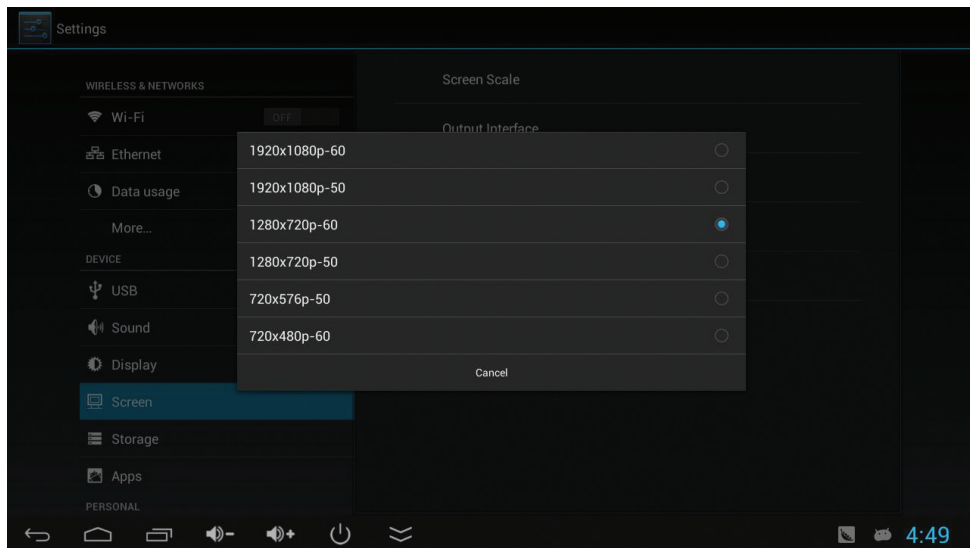 Settings
WIRELESS & NETWORKS
Wi-Fi
OFF
Ethernet
Data usage
More...
DEVICE
USB
Sound
Display
Screen
Storage
Apps
PERSONAL
Screen Scale
Output Interface
1920x1080p-60
1920x1080p-50
1280x720p-60
1280x720p-50
720x576p-50
720x480p-60
Cancel
4:49